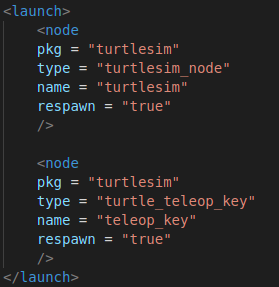 <launch>
<node
pkg = "turtlesim"
type = "turtlesim_node"
name = "turtlesim"
respawn = "true"
/>
<node
pkg = "turtlesim"
type = "turtle_teleop_key"
name = "teleop_key"
respawn = "true"
/>
</launch>